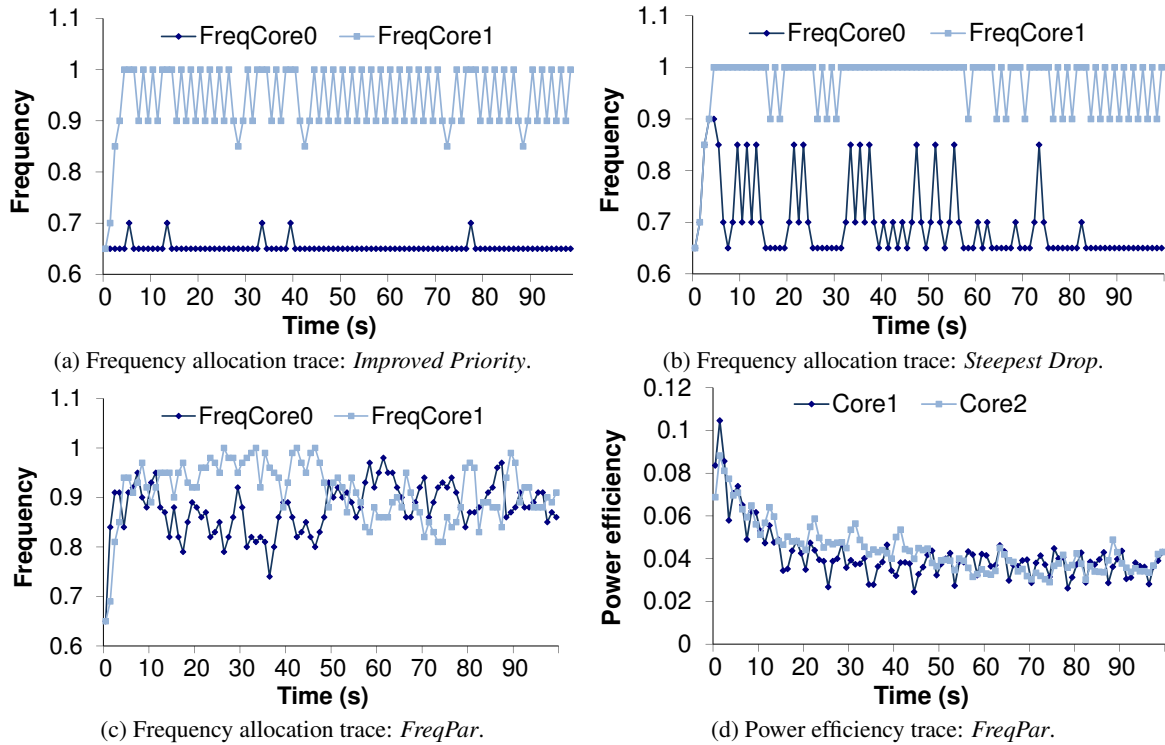 1.1
FreqCore0 FreqCore1
1
0.9
0.8
0.7
0.6
Frequency
0 10 20 30 40 50 60 70 80 90
Time (s)
(a) Frequency allocation trace: Improved Priority.
1.1
FreqCore0 FreqCore1
1
0.9
0.8
0.7
0.6
Frequency
0 10 20 30 40 50 60 70 80 90
Time (s)
(b) Frequency allocation trace: Steepest Drop.
1.1
FreqCore0 FreqCore1
1
0.9
0.8
0.7
0.6
Frequency
0 10 20 30 40 50 60 70 80 90
Time (s)
(c) Frequency allocation trace: FreqPar.
0.12
Core1 Core2
0.1
0.08
0.06
0.04
0.02
0
Power efficiency
0 10 20 30 40 50 60 70 80 90
Time (s)
(d) Power efficiency trace: FreqPar.